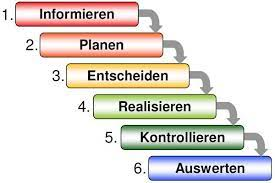 1. Informieren
2. Planen
3. Entscheiden
4. Realisieren
5. Kontrollieren
6. Auswerten